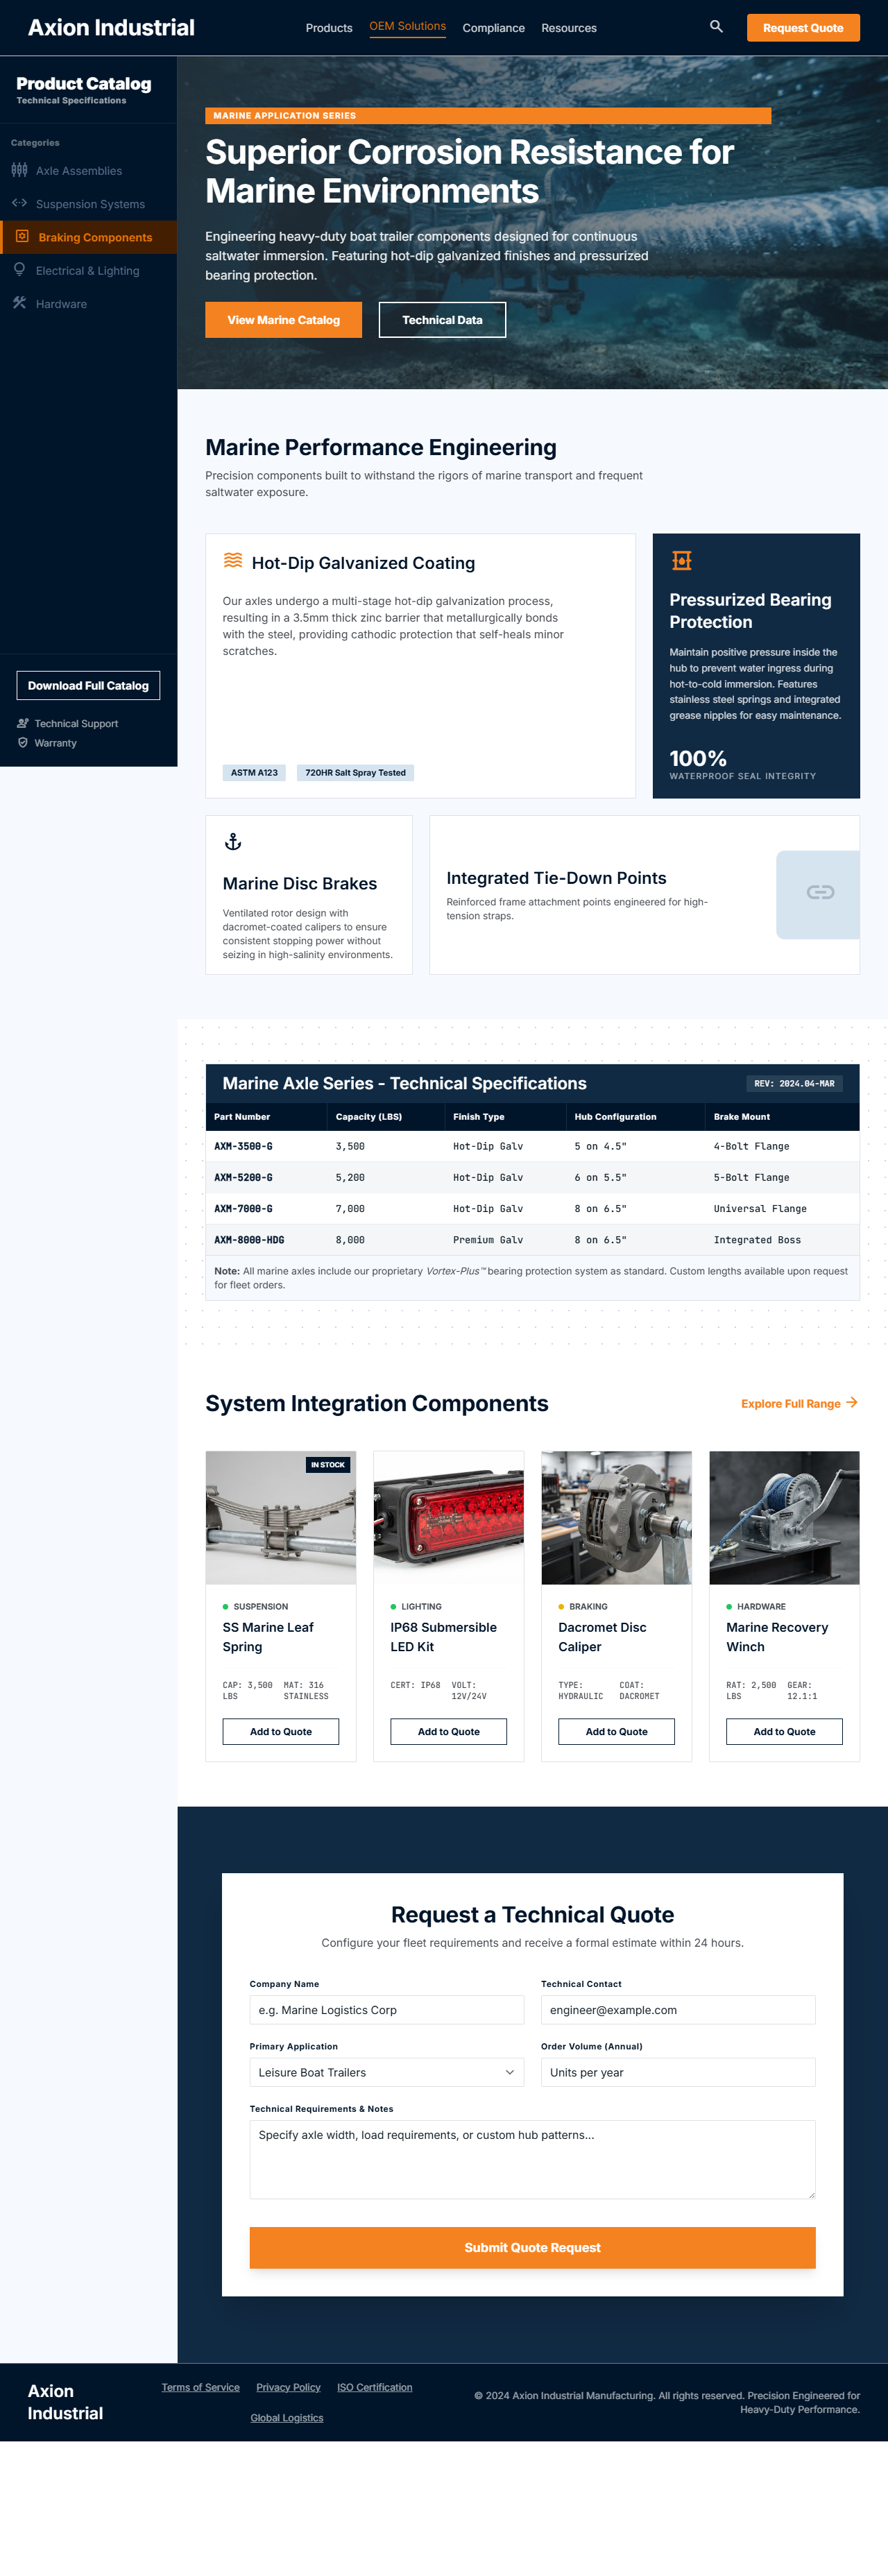 Axion Industrial
Products
OEM Solutions
Compliance
Resources
Request Quote
Product Catalog
Technical Specifications
Categories
Axle Assemblies
Suspension Systems
Braking Components
Electrical & Lighting
Hardware
Download Full Catalog
Technical Support
Warranty
MARINE APPLICATION SERIES
Superior Corrosion Resistance for
Marine Environments
Engineering heavy-duty boat trailer components designed for continuous
saltwater immersion. Featuring hot-dip galvanized finishes and pressurized
bearing protection.
View Marine Catalog
Technical Data
Marine Performance Engineering
Precision components built to withstand the rigors of marine transport and frequent
saltwater exposure.
Hot-Dip Galvanized Coating
Our axles undergo a multi-stage hot-dip galvanization process,
resulting in a 3.5mm thick zinc barrier that metallurgically bonds
with the steel, providing cathodic protection that self-heals minor
scratches.
ASTM A123
720HR Salt Spray Tested
Pressurized Bearing
Protection
Maintain positive pressure inside the
hub to prevent water ingress during
hot-to-cold immersion. Features
stainless steel springs and integrated
grease nipples for easy maintenance.
100%
WATERPROOF SEAL INTEGRITY
Marine Disc Brakes
Ventilated rotor design with
dacromet-coated calipers to ensure
consistent stopping power without
seizing in high-salinity environments.
Integrated Tie-Down Points
Reinforced frame attachment points engineered for high-
tension straps.
Marine Axle Series - Technical Specifications
REV: 2024.04-MAR
Part Number Capacity (LBS) Finish Type Hub Configuration Brake Mount
AXM-3500-G 3,500 Hot-Dip Galv 5 on 4.5" 4-Bolt Flange
AXM-5200-G 5,200 Hot-Dip Galv 6 on 5.5" 5-Bolt Flange
AXM-7000-G 7,000 Hot-Dip Galv 8 on 6.5" Universal Flange
AXM-8000-HDG 8,000 Premium Galv 8 on 6.5" Integrated Boss
Note: All marine axles include our proprietary Vortex-Plus™ bearing protection system as standard. Custom lengths available upon request
for fleet orders.
System Integration Components
Explore Full Range
IN STOCK
SUSPENSION
SS Marine Leaf
Spring
CAP: 3,500 MAT: 316
LBS STAINLESS
Add to Quote
LIGHTING
IP68 Submersible
LED Kit
CERT: IP68 VOLT:
12V/24V
Add to Quote
BRAKING
Dacromet Disc
Caliper
TYPE: COAT:
HYDRAULIC DACROMET
Add to Quote
HARDWARE
Marine Recovery
Winch
RAT: 2,500 GEAR:
LBS 12.1:1
Add to Quote
Request a Technical Quote
Configure your fleet requirements and receive a formal estimate within 24 hours.
Company Name
e.g. Marine Logistics Corp
Technical Contact
engineer@example.com
Primary Application
Leisure Boat Trailers
Order Volume (Annual)
Units per year
Technical Requirements & Notes
Specify axle width, load requirements, or custom hub patterns...
Submit Quote Request
Axion
Industrial
Terms of Service
Privacy Policy
ISO Certification
Global Logistics
© 2024 Axion Industrial Manufacturing. All rights reserved. Precision Engineered for
Heavy-Duty Performance.